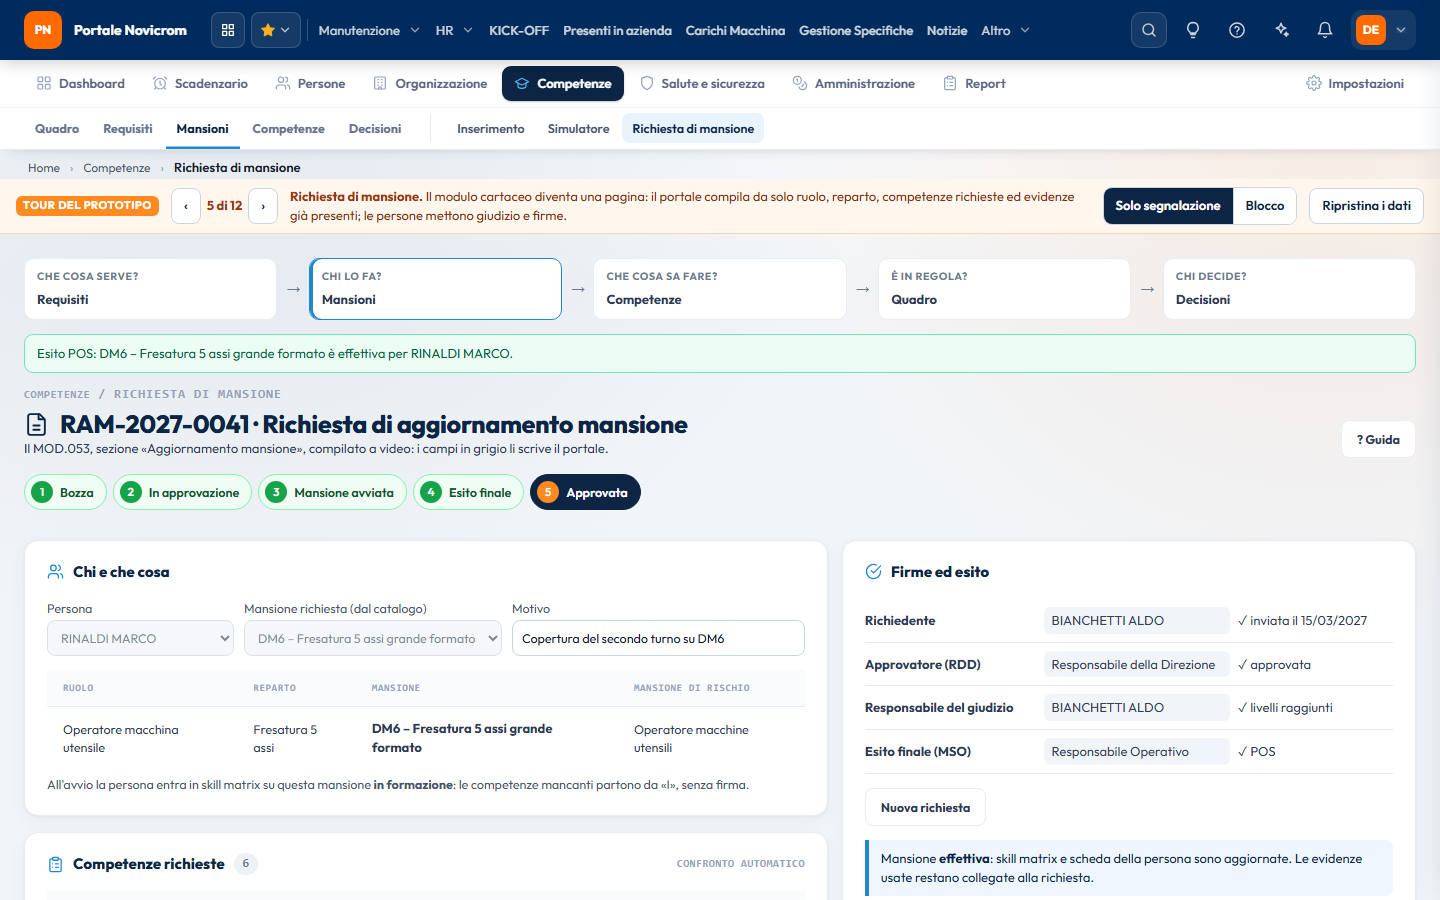 PN Portale Novicrom Manutenzione HR KICK-OFF Presenti in azienda Carichi Macchina Gestione Specifiche Notizie Altro DE
Dashboard Scadenzario Persone Organizzazione Competenze Salute e sicurezza Amministrazione Report Impostazioni
Quadro Requisiti Mansioni Competenze Decisioni Inserimento Simulatore Richiesta di mansione
Home › Competenze › Richiesta di mansione
TOUR DEL PROTOTIPO ‹ 5 di 12 › Richiesta di mansione. Il modulo cartaceo diventa una pagina: il portale compila da solo ruolo, reparto, competenze richieste ed evidenze
già presenti; le persone mettono giudizio e firme.
Solo segnalazione Blocco Ripristina i dati
CHE COSA SERVE?
Requisiti
→
CHI LO FA?
Mansioni
→
CHE COSA SA FARE?
Competenze
→
È IN REGOLA?
Quadro
→
CHI DECIDE?
Decisioni
Esito POS: DM6 – Fresatura 5 assi grande formato è effettiva per RINALDI MARCO.
COMPETENZE / RICHIESTA DI MANSIONE
RAM-2027-0041 · Richiesta di aggiornamento mansione
Il MOD.053, sezione «Aggiornamento mansione», compilato a video: i campi in grigio li scrive il portale.
? Guida
1 Bozza 2 In approvazione 3 Mansione avviata 4 Esito finale 5 Approvata
Chi e che cosa
Persona Mansione richiesta (dal catalogo) Motivo
RINALDI MARCO DM6 – Fresatura 5 assi grande formato Copertura del secondo turno su DM6
RUOLO REPARTO MANSIONE MANSIONE DI RISCHIO
Operatore macchina Fresatura 5 DM6 – Fresatura 5 assi grande Operatore macchine
utensile assi formato utensili
All'avvio la persona entra in skill matrix su questa mansione in formazione: le competenze mancanti partono da «I», senza firma.
Competenze richieste 6 CONFRONTO AUTOMATICO
Firme ed esito
Richiedente BIANCHETTI ALDO ✓ inviata il 15/03/2027
Approvatore (RDD) Responsabile della Direzione ✓ approvata
Responsabile del giudizio BIANCHETTI ALDO ✓ livelli raggiunti
Esito finale (MSO) Responsabile Operativo ✓ POS
Nuova richiesta
Mansione effettiva: skill matrix e scheda della persona sono aggiornate. Le evidenze
usate restano collegate alla richiesta.